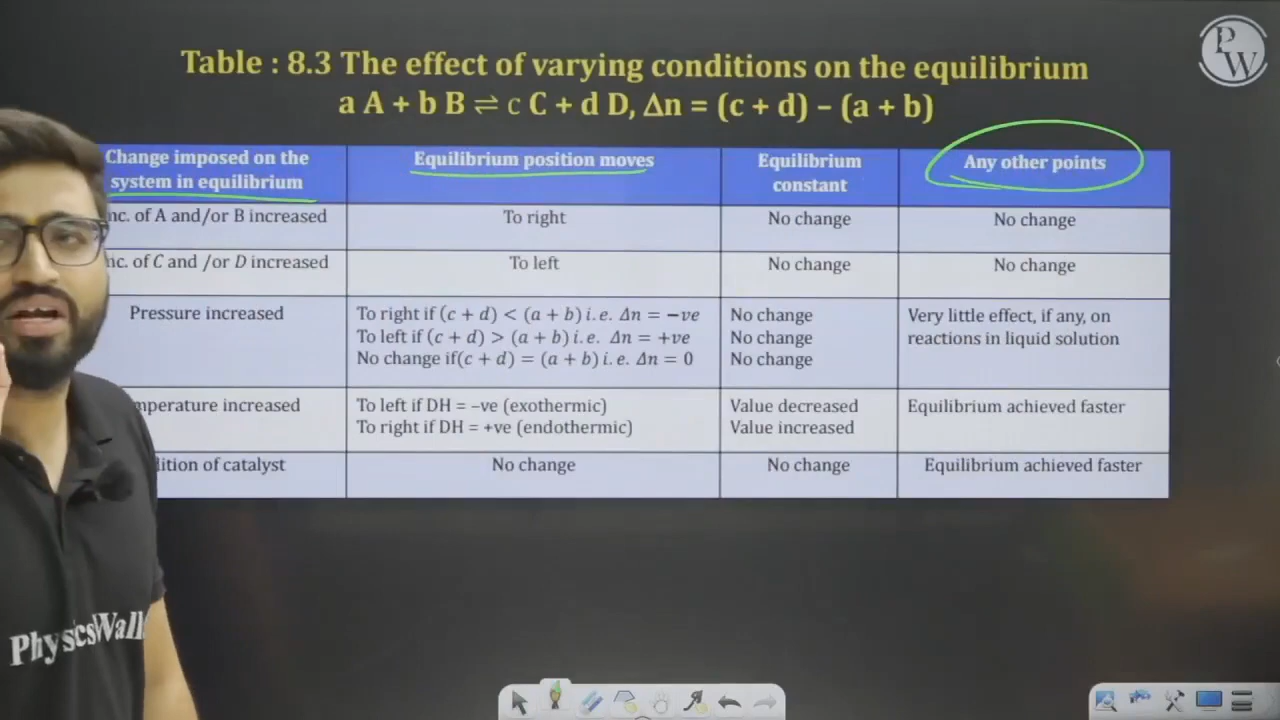 PW
Table : 8.3 The effect of varying conditions on the equilibrium
a A + b B ⇌ c C + d D, Δn = (c + d) − (a + b)
Change imposed on the system in equilibrium
Equilibrium position moves
Equilibrium constant
Any other points
of A and/or B increased
To right
No change
No change
of C and /or D increased
To left
No change
No change
Pressure increased
To right if (c + d) < (a + b) i. e. Δn = −ve
To left if (c + d) > (a + b) i. e. Δn = +ve
No change if(c + d) = (a + b) i. e. Δn = 0
No change
No change
No change
Very little effect, if any, on
reactions in liquid solution
increased
To left if DH = −ve (exothermic)
To right if DH = +ve (endothermic)
Value decreased
Value increased
Equilibrium achieved faster
of catalyst
No change
No change
Equilibrium achieved faster